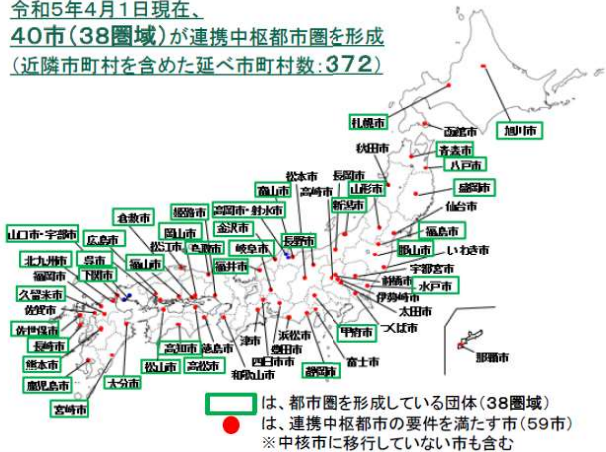 令和5年4月1日現在、
40市(38圏域)が連携中枢都市圏を形成
(近隣市町村を含めた延べ市町村数:372)
札幌市
函館市
旭川市
秋田市
青森市
八戸市
盛岡市
仙台市
松本市
長岡市
富山市
高崎市
山形市
新潟市
倉敷市
姫路市
高岡市・射水市
金沢市
長野市
福島市
郡山市
いわき市
山口市・宇部市
広島市
岡山市
松江市
鳥取市
岐阜市
福井市
宇都宮市
前橋市
水戸市
伊勢崎市
太田市
つくば市
北九州市
呉市
福岡市
下関市
福山市
久留米市
佐賀市
佐世保市
長崎市
熊本市
鹿児島市
宮崎市
大分市
松山市
高知市
高松市
徳島市
和歌山市
津市
四日市市
豊田市
浜松市
静岡市
甲府市
富士市
那覇市
は、都市圏を形成している団体(38圏域)
は、連携中枢都市の要件を満たす市(59市)
※中核市に移行していない市も含む